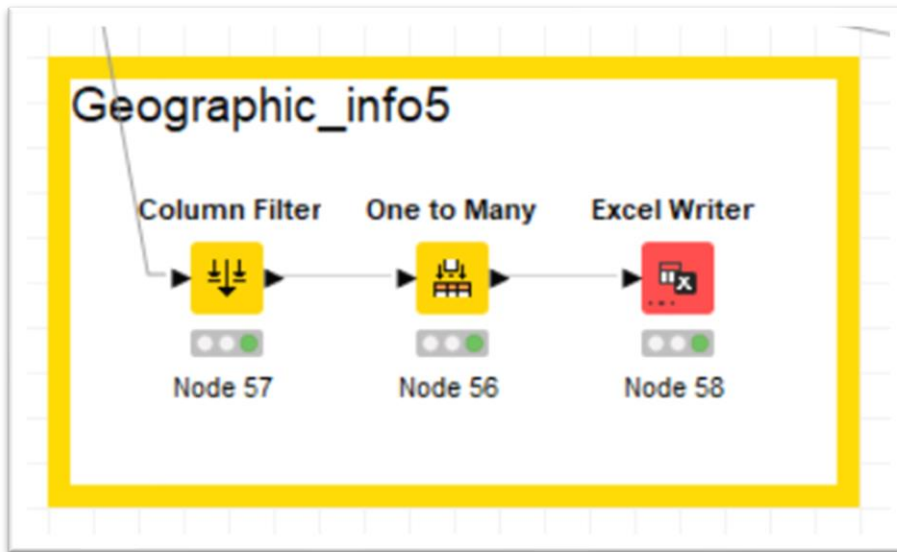 Geographic_info5
Column Filter One to Many Excel Writer
Node 57 Node 56 Node 58